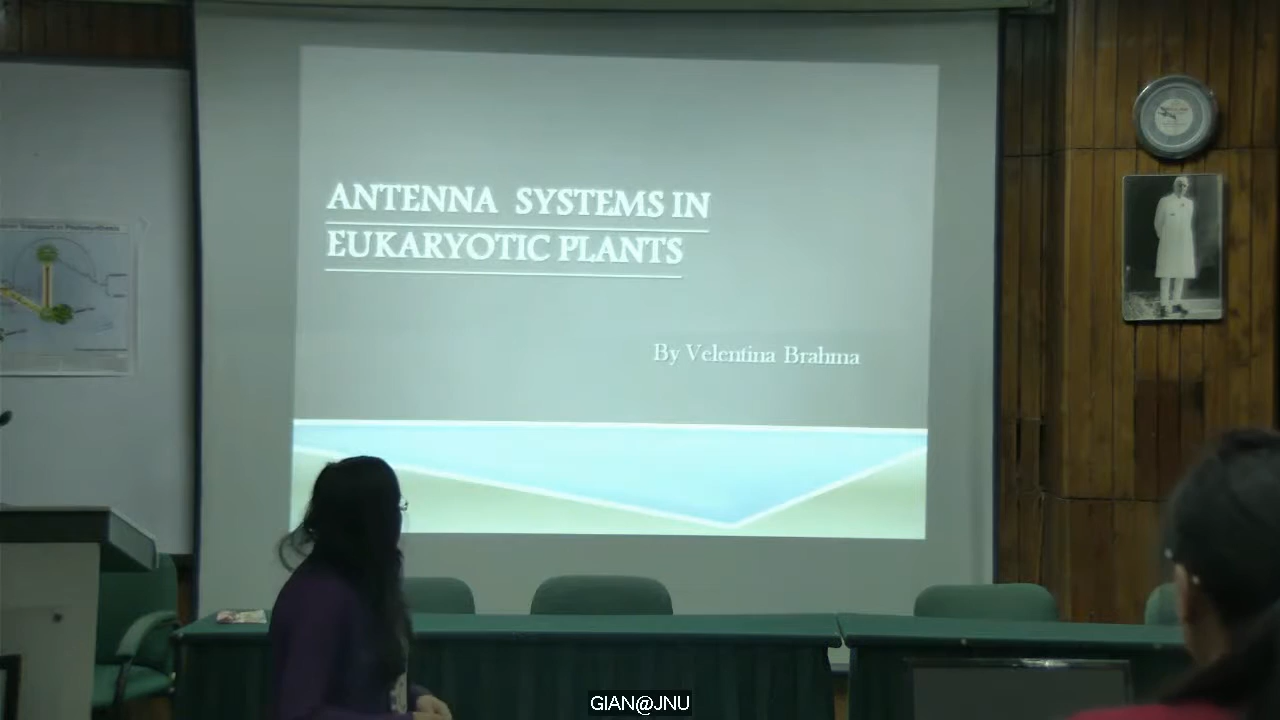 ANTENNA SYSTEMS IN
EUKARYOTIC PLANTS
By Velentina Brahma
GIAN@JNU